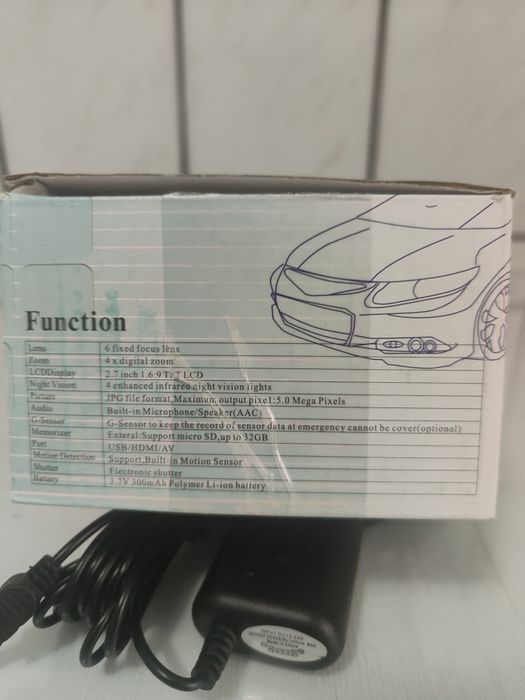 Function
Lens 6 fixed focus lens
Zoom 4 x digital zoom
LCDDisplay 2.7 inch 1.6:9 LCD
Night Vision 4 enhanced infrared night vision lights
Picture JPG file format,Maximum output pixel:5.0 Mega Pixels
Audio Built-in Microphone/Speaker(AAC)
G-Sensor G-Sensor to keep the record of sensor data at emergency cannot be cover(optional)
Memorizer Exteral:Support micro SD,up to 32GB
Port USB/HDMI/AV
Motion Detection Support,Built-in Motion Sensor
Shutter Electronic shutter
Battery 3.7V 300mAh Polymer Li-ion battery